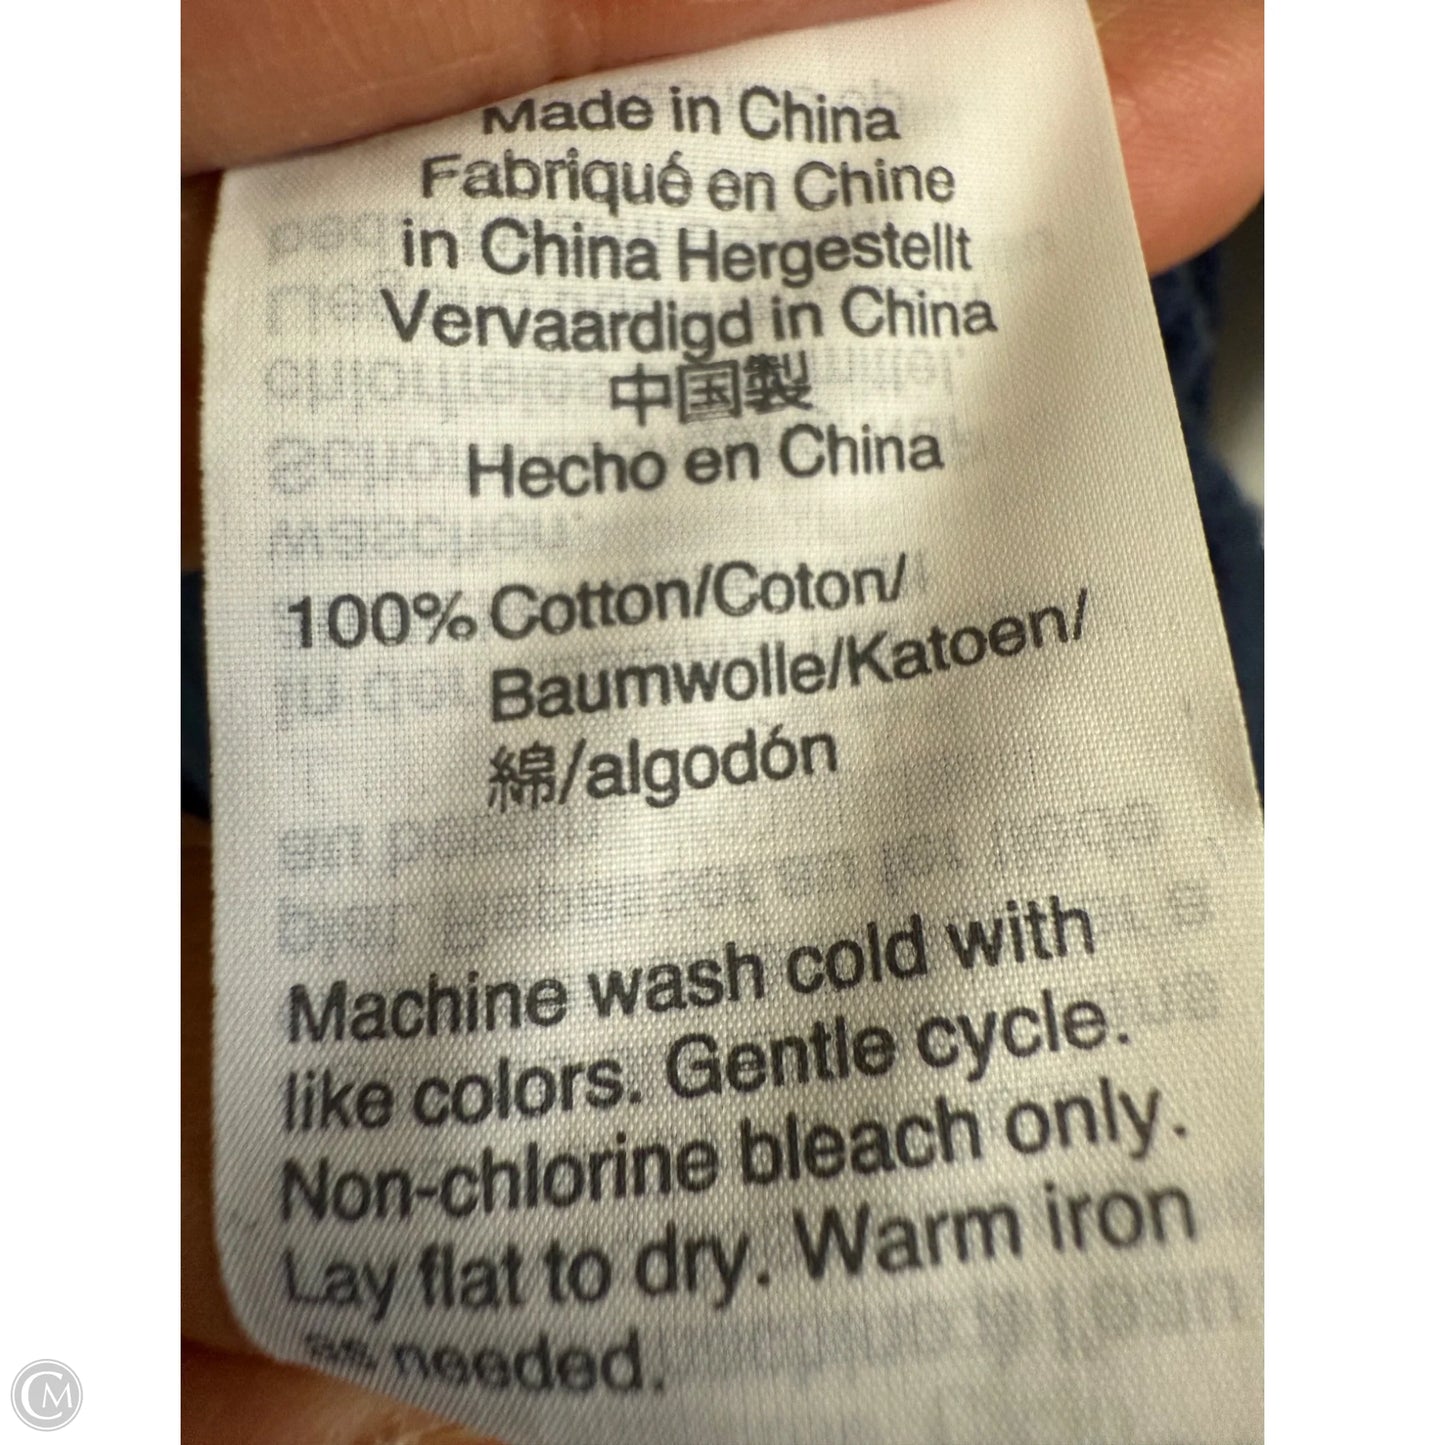 Made in China
Fabriqué en Chine
in China Hergestellt
Vervaardigd in China
中国製
Hecho en China
100% Cotton/Coton/
Baumwolle/Katoen/
綿/algodón
Machine wash cold with
like colors. Gentle cycle.
Non-chlorine bleach only.
Lay flat to dry. Warm iron
as needed.
CM